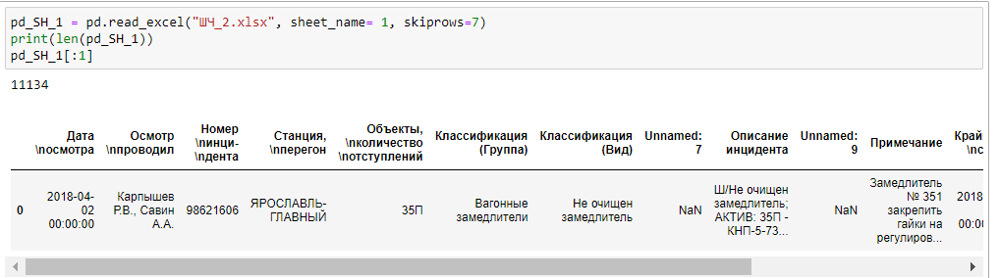 pd_SH_1 = pd.read_excel("ШЧ_2.xlsx", sheet_name= 1, skiprows=7)
print(len(pd_SH_1))
pd_SH_1[:1]
11134
Дата \nосмотра
Осмотр \nпроводил
Номер \nинци- \nдента
Станция, \nперегон
Объекты, \nколичество \nотступлений
Классификация (Группа)
Классификация (Вид)
Unnamed: 7
Описание инцидента
Unnamed: 9
Примечание
Край \nс
0
2018-04-02 00:00:00
Карпышев Р.В., Савин А.А.
98621606
ЯРОСЛАВЛЬ-ГЛАВНЫЙ
35П
Вагонные замедлители
Не очищен замедлитель
NaN
Ш/Не очищен замедлитель; АКТИВ: 35П - КНП-5-73...
NaN
Замедлитель № 351 закрепить гайки на регулиров...
2018
00:00